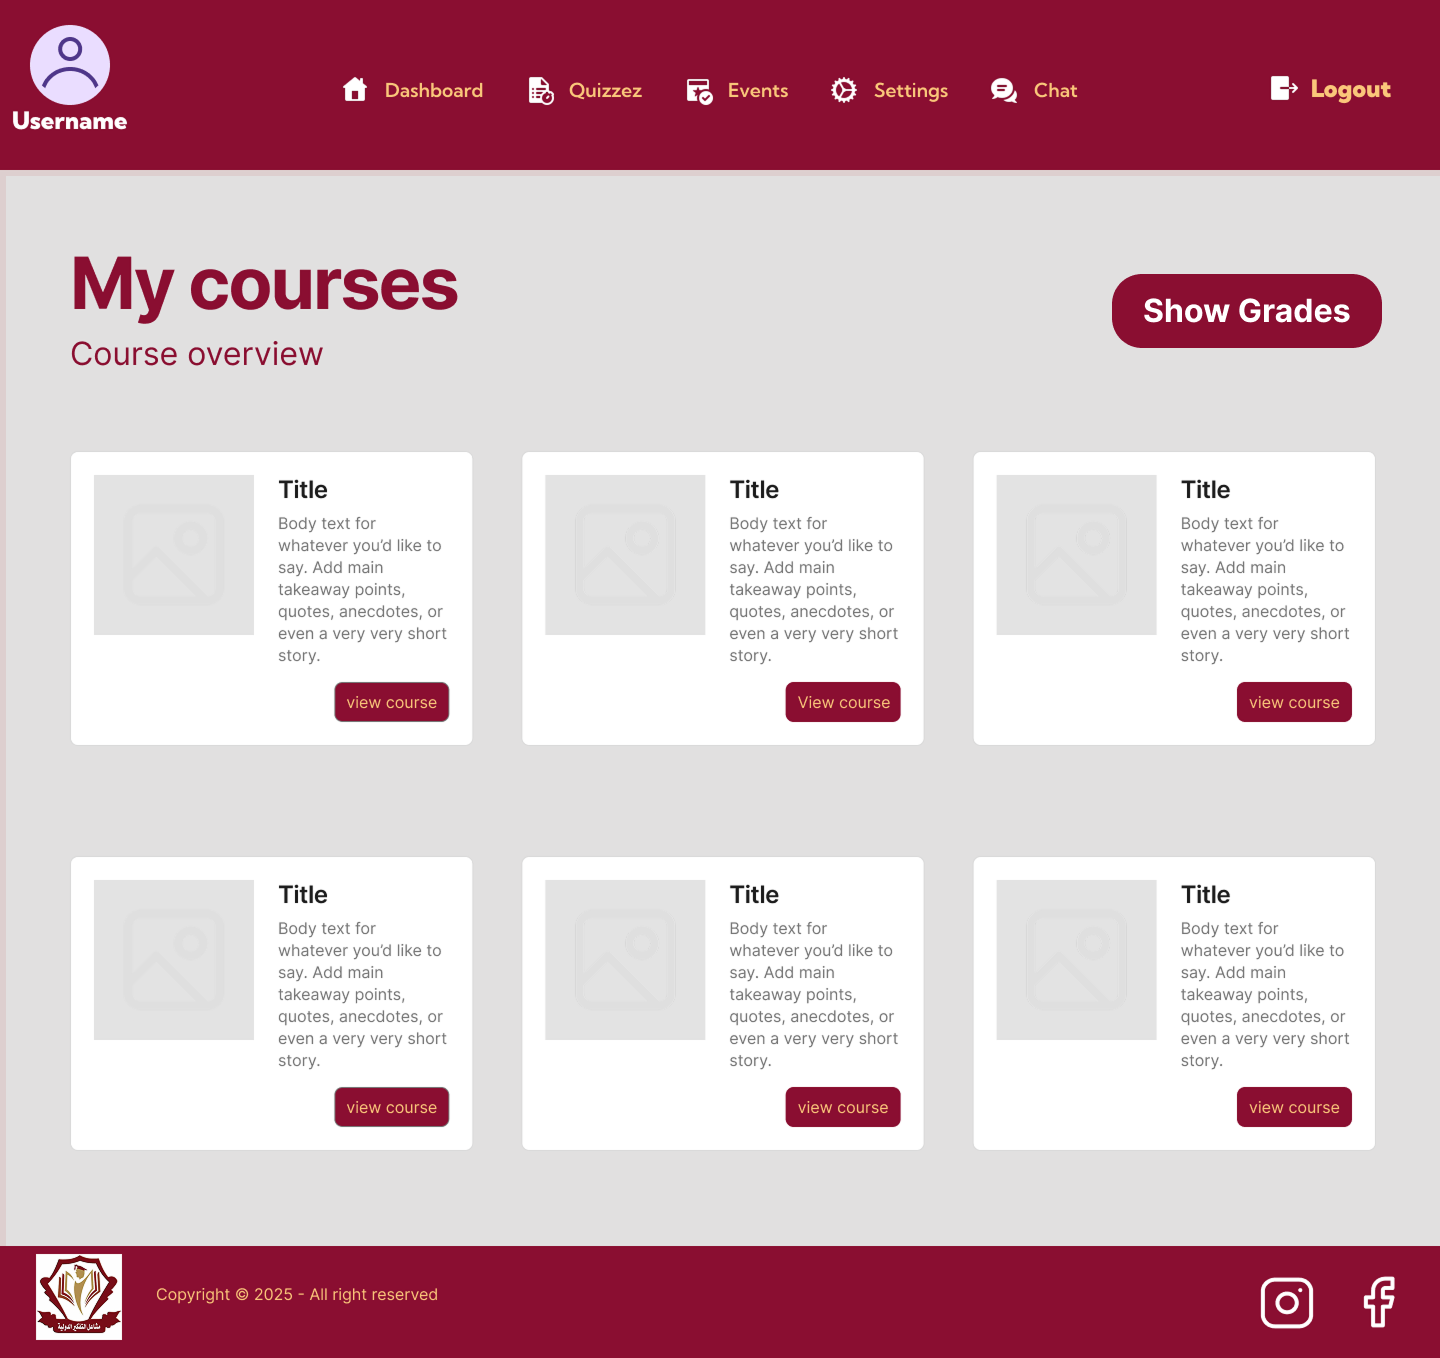 Username
Dashboard
Quizzez
Events
Settings
Chat
Logout
My courses
Course overview
Show Grades
Title
Body text for
whatever you’d like to
say. Add main
takeaway points,
quotes, anecdotes, or
even a very very short
story.
view course
Title
Body text for
whatever you’d like to
say. Add main
takeaway points,
quotes, anecdotes, or
even a very very short
story.
View course
Title
Body text for
whatever you’d like to
say. Add main
takeaway points,
quotes, anecdotes, or
even a very very short
story.
view course
Title
Body text for
whatever you’d like to
say. Add main
takeaway points,
quotes, anecdotes, or
even a very very short
story.
view course
Title
Body text for
whatever you’d like to
say. Add main
takeaway points,
quotes, anecdotes, or
even a very very short
story.
view course
Title
Body text for
whatever you’d like to
say. Add main
takeaway points,
quotes, anecdotes, or
even a very very short
story.
view course
مشاعل التفكير الدولية
Copyright © 2025 - All right reserved